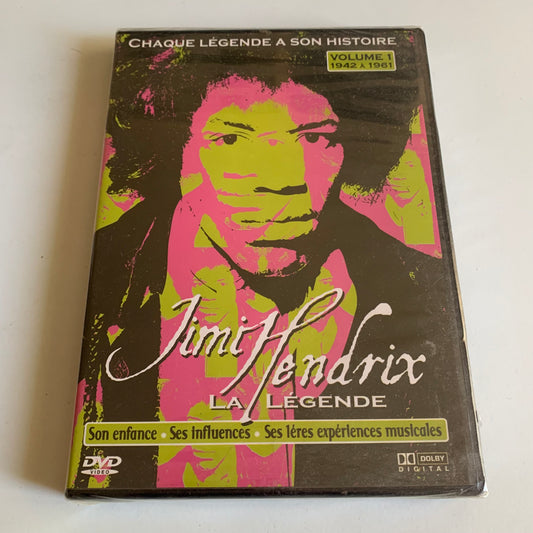 CHAQUE LÉGENDE A SON HISTOIRE
VOLUME 1
1942 À 1961
Jimi Hendrix
LA LÉGENDE
Son enfance • Ses influences • Ses 1éres expériences musicales
DVD
VIDEO
DOLBY
DIGITAL